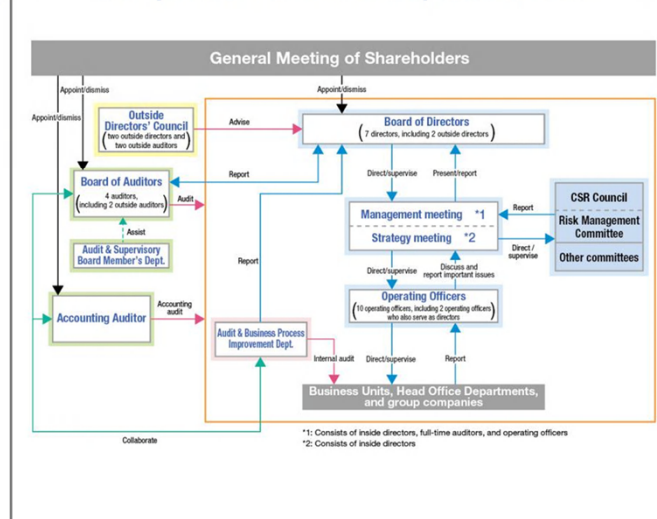 General Meeting of Shareholders
Appoint/dismiss
Appoint/dismiss
Appoint/dismiss
Outside
Directors' Council
(two outside directors and
two outside auditors)
Advise
Board of Directors
(7 directors, including 2 outside directors)
Report
Direct/supervise
Present/report
Board of Auditors
(4 auditors,
including 2 outside auditors)
Audit
Assist
Audit & Supervisory
Board Member's Dept.
Management meeting *1
Strategy meeting *2
Report
Direct /
supervise
CSR Council
Risk Management
Committee
Other committees
Report
Direct/supervise
Discuss and
report important issues
Accounting Auditor
Accounting
audit
Operating Officers
(10 operating officers, including 2 operating officers
who also serve as directors)
Audit & Business Process
Improvement Dept.
Internal audit
Direct/supervise
Report
Business Units, Head Office Departments,
and group companies
Collaborate
*1: Consists of inside directors, full-time auditors, and operating officers
*2: Consists of inside directors